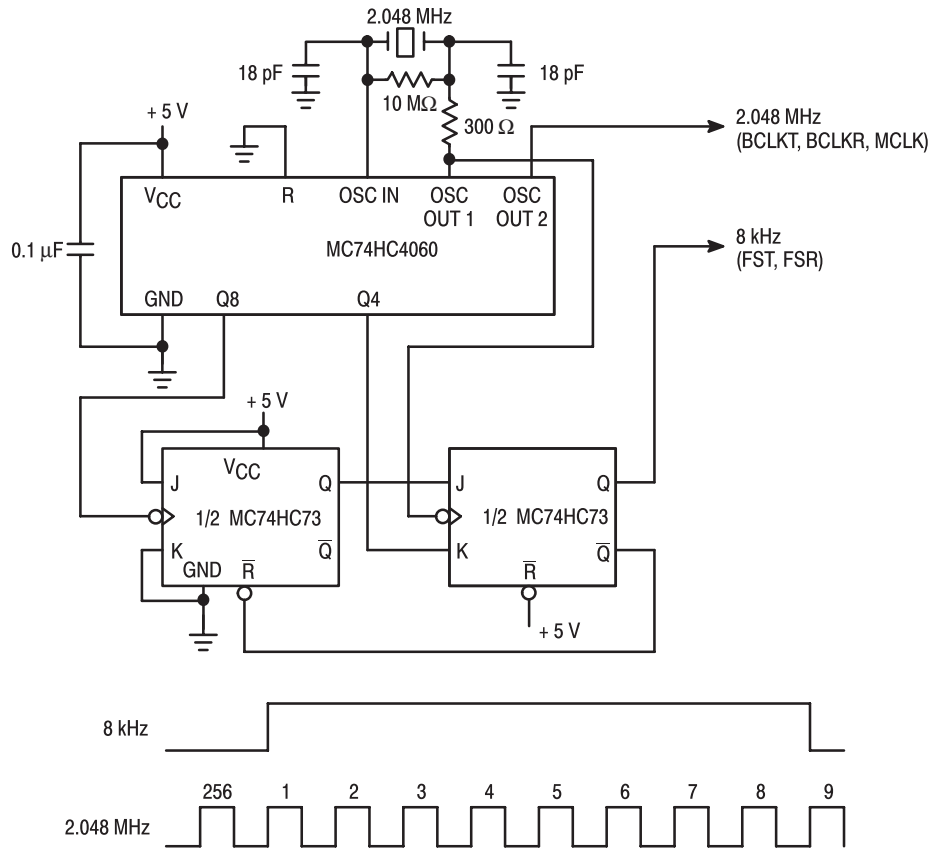 2.048 MHz
18 pF
18 pF
10 MΩ
300 Ω
+ 5 V
2.048 MHz
(BCLKT, BCLKR, MCLK)
VCC
R
OSC IN
OSC
OUT 1
OSC
OUT 2
0.1 µF
MC74HC4060
8 kHz
(FST, FSR)
GND
Q8
Q4
+ 5 V
VCC
J
Q
1/2 MC74HC73
K
Q̅
GND
R̅
J
Q
1/2 MC74HC73
K
Q̅
R̅
+ 5 V
8 kHz
256 1 2 3 4 5 6 7 8 9
2.048 MHz